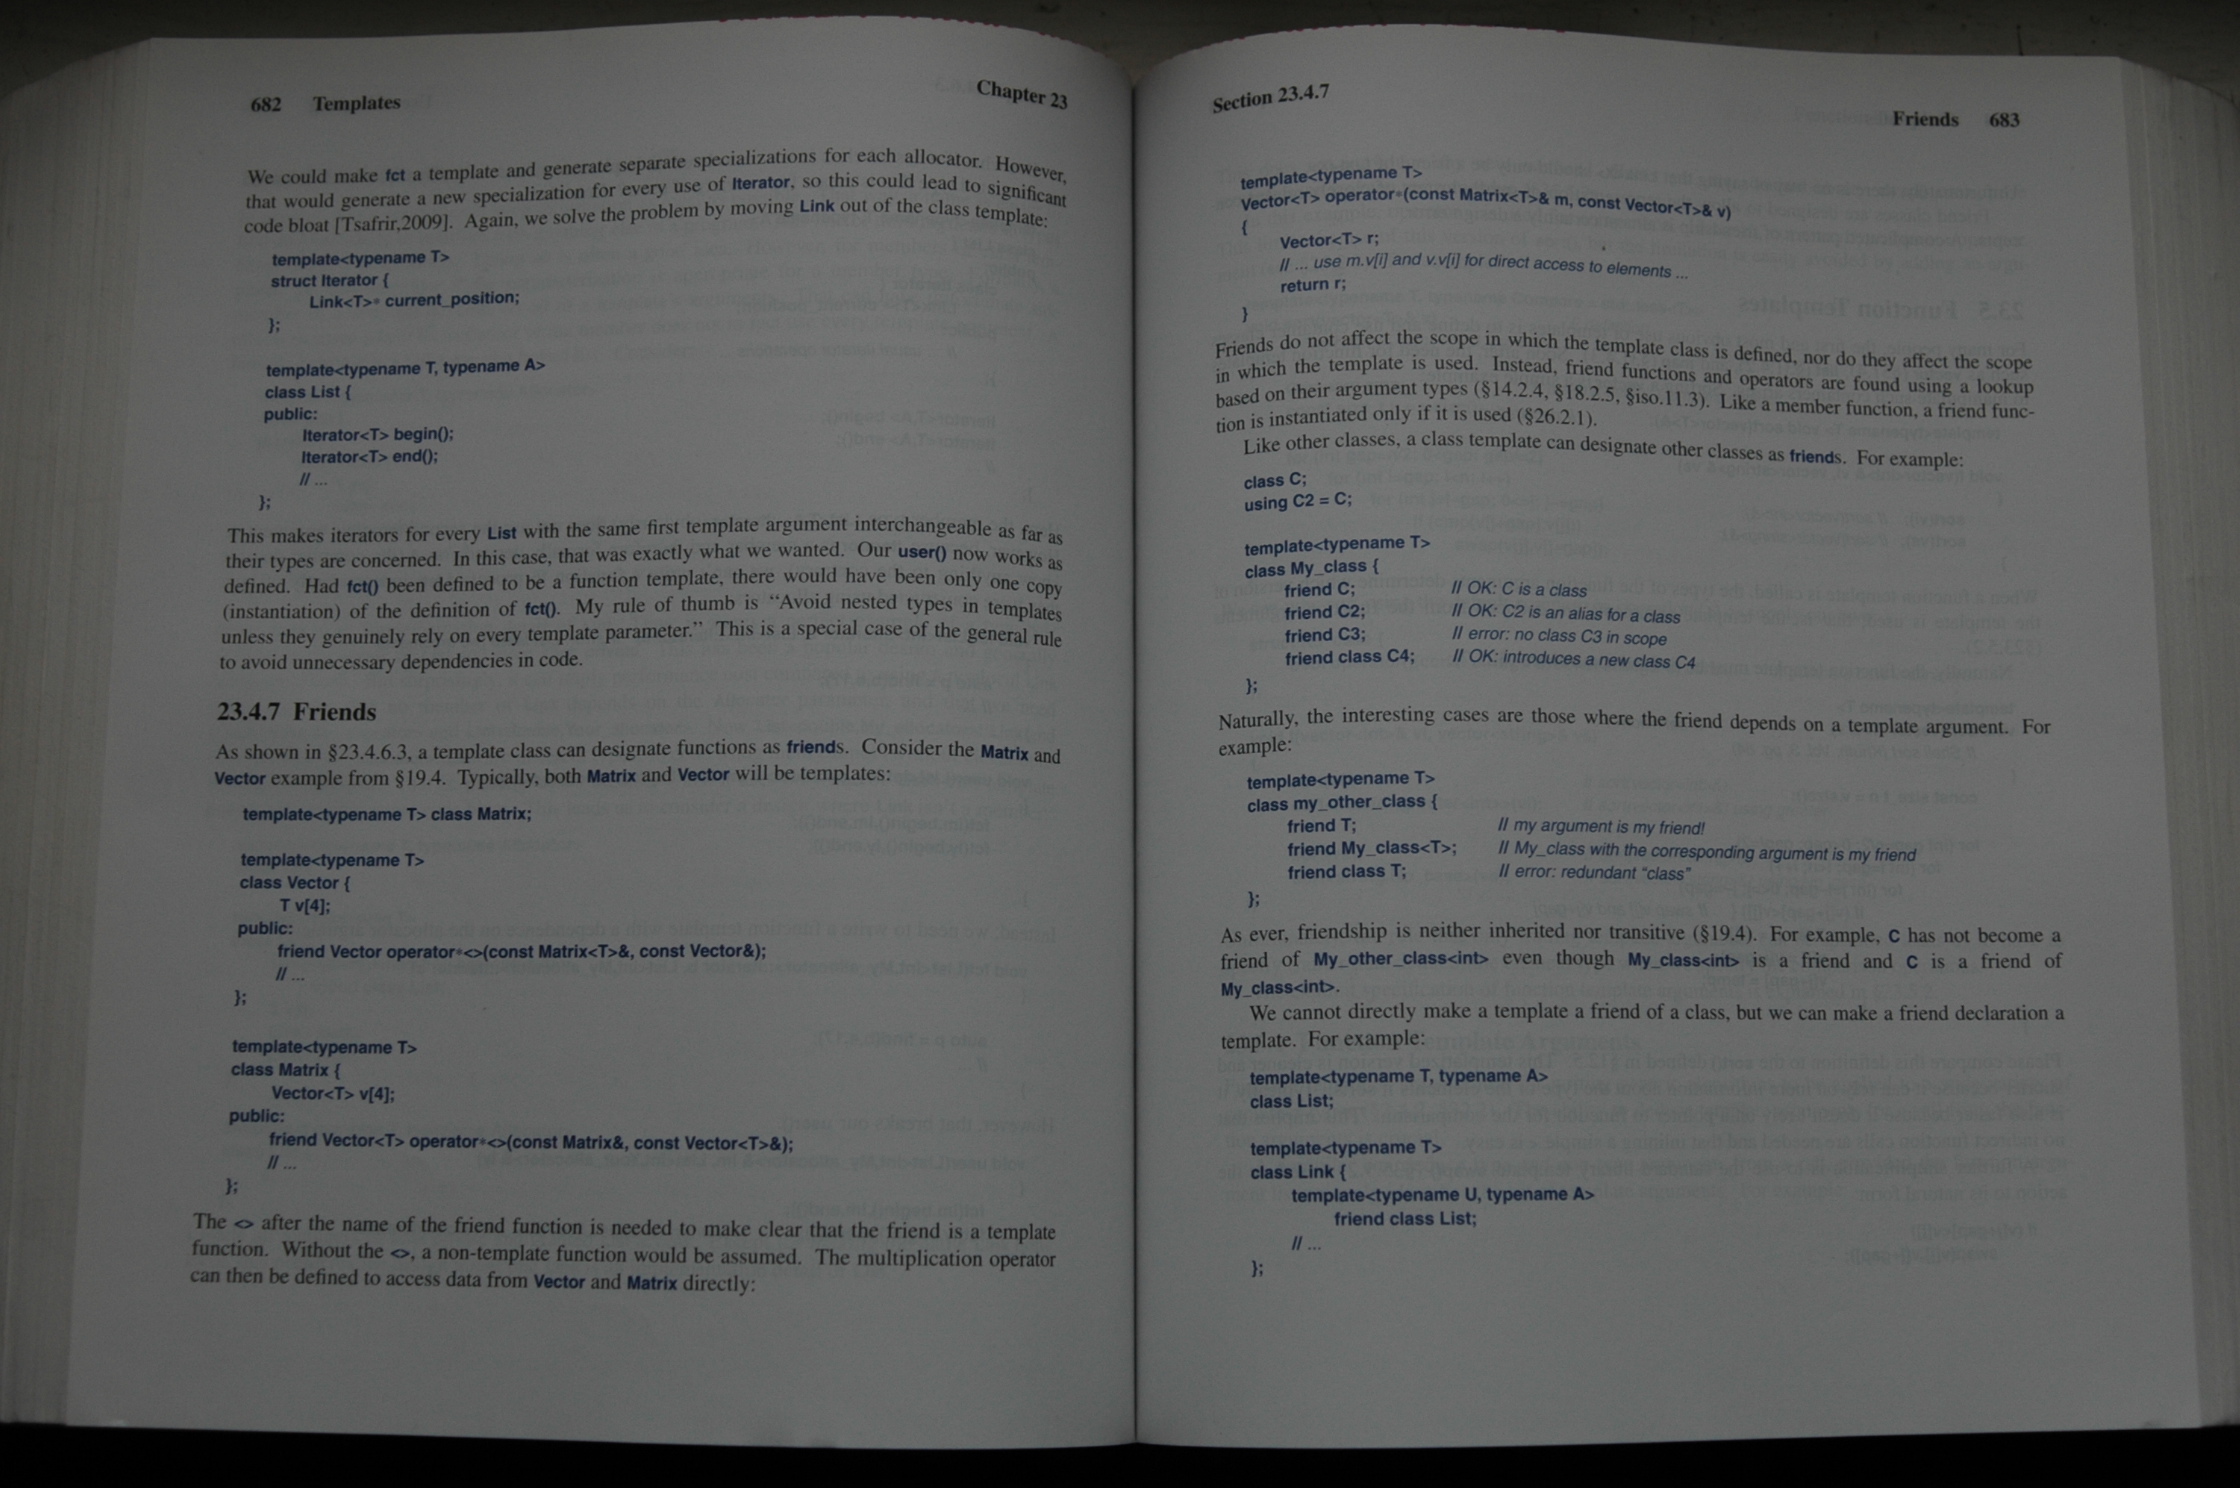 682 Templates Chapter 23
We could make fct a template and generate separate specializations for each allocator. However,
that would generate a new specialization for every use of Iterator, so this could lead to significant
code bloat [Tsafrir,2009]. Again, we solve the problem by moving Link out of the class template:
template<typename T>
struct Iterator {
Link<T>* current_position;
};
template<typename T, typename A>
class List {
public:
Iterator<T> begin();
Iterator<T> end();
// ...
};
This makes iterators for every List with the same first template argument interchangeable as far as
their types are concerned. In this case, that was exactly what we wanted. Our user() now works as
defined. Had fct() been defined to be a function template, there would have been only one copy
(instantiation) of the definition of fct(). My rule of thumb is “Avoid nested types in templates
unless they genuinely rely on every template parameter.” This is a special case of the general rule
to avoid unnecessary dependencies in code.
23.4.7 Friends
As shown in §23.4.6.3, a template class can designate functions as friends. Consider the Matrix and
Vector example from §19.4. Typically, both Matrix and Vector will be templates:
template<typename T> class Matrix;
template<typename T>
class Vector {
T v[4];
public:
friend Vector operator*<>(const Matrix<T>&, const Vector&);
// ...
};
template<typename T>
class Matrix {
Vector<T> v[4];
public:
friend Vector<T> operator*<>(const Matrix&, const Vector<T>&);
// ...
};
The <> after the name of the friend function is needed to make clear that the friend is a template
function. Without the <>, a non-template function would be assumed. The multiplication operator
can then be defined to access data from Vector and Matrix directly:
Section 23.4.7 Friends 683
template<typename T>
Vector<T> operator*(const Matrix<T>& m, const Vector<T>& v)
{
Vector<T> r;
// ... use m.v[i] and v.v[i] for direct access to elements ...
return r;
}
Friends do not affect the scope in which the template class is defined, nor do they affect the scope
in which the template is used. Instead, friend functions and operators are found using a lookup
based on their argument types (§14.2.4, §18.2.5, §iso.11.3). Like a member function, a friend func-
tion is instantiated only if it is used (§26.2.1).
Like other classes, a class template can designate other classes as friends. For example:
class C;
using C2 = C;
template<typename T>
class My_class {
friend C; // OK: C is a class
friend C2; // OK: C2 is an alias for a class
friend C3; // error: no class C3 in scope
friend class C4; // OK: introduces a new class C4
};
Naturally, the interesting cases are those where the friend depends on a template argument. For
example:
template<typename T>
class my_other_class {
friend T; // my argument is my friend!
friend My_class<T>; // My_class with the corresponding argument is my friend
friend class T; // error: redundant "class"
};
As ever, friendship is neither inherited nor transitive (§19.4). For example, C has not become a
friend of My_other_class<int> even though My_class<int> is a friend and C is a friend of
My_class<int>.
We cannot directly make a template a friend of a class, but we can make a friend declaration a
template. For example:
template<typename T, typename A>
class List;
template<typename T>
class Link {
template<typename U, typename A>
friend class List;
// ...
};